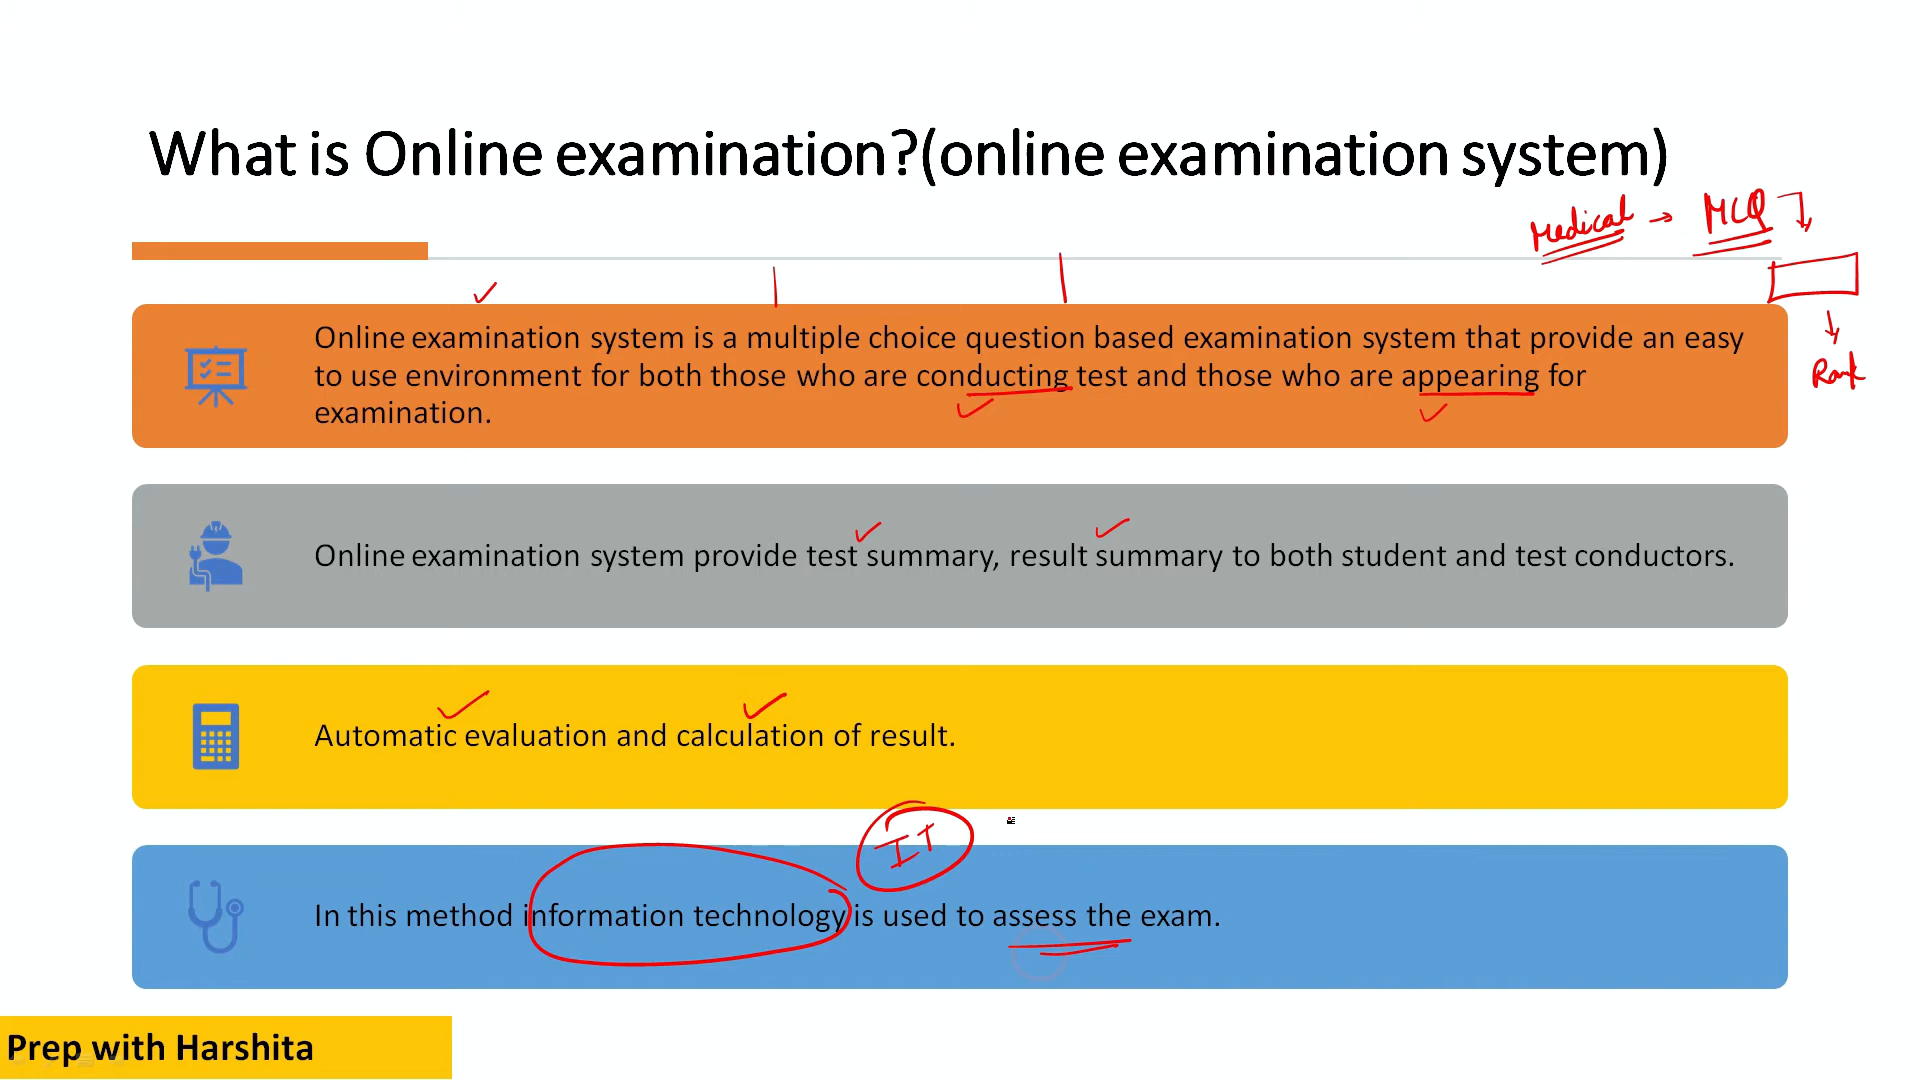 What is Online examination?(online examination system)
Medical → MCQ
Rank
Online examination system is a multiple choice question based examination system that provide an easy
to use environment for both those who are conducting test and those who are appearing for
examination.
Online examination system provide test summary, result summary to both student and test conductors.
Automatic evaluation and calculation of result.
IT
In this method information technology is used to assess the exam.
Prep with Harshita